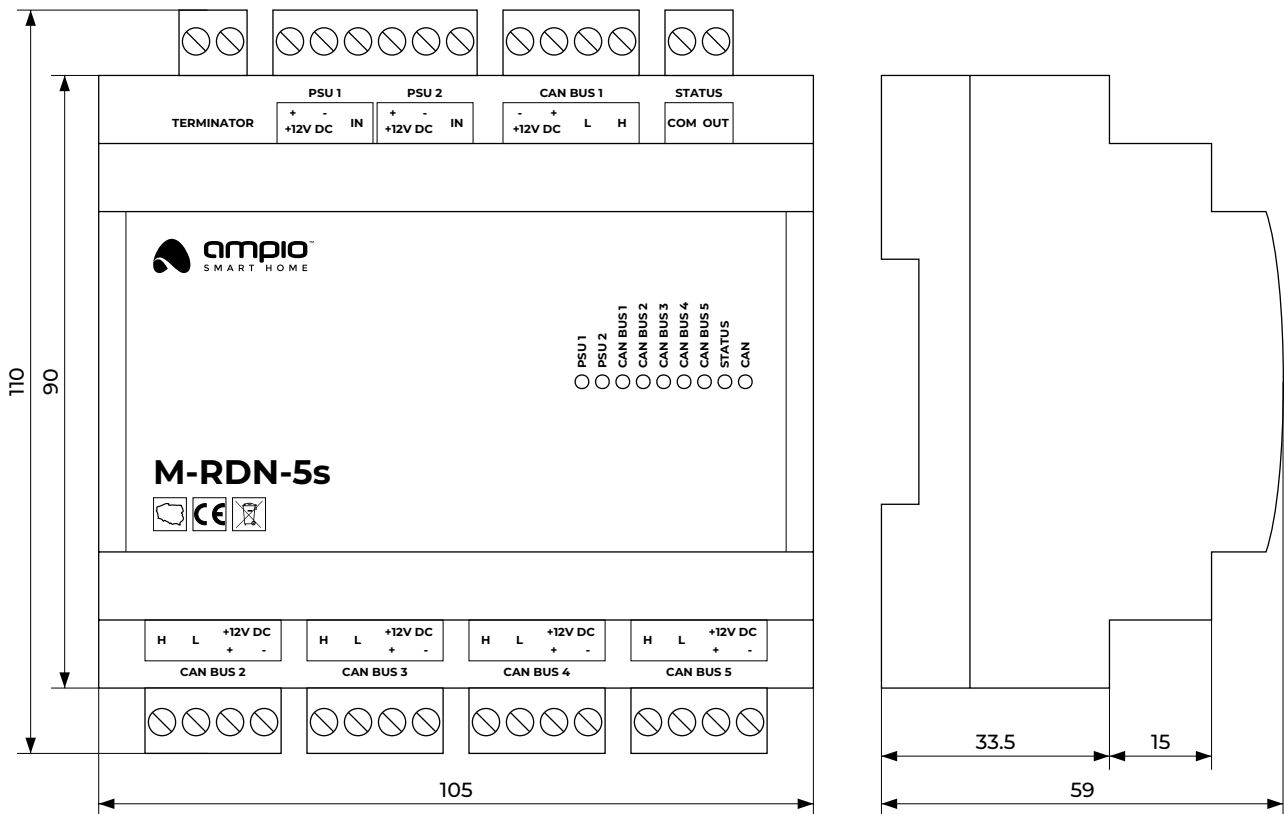 PSU 1 PSU 2 CAN BUS 1 STATUS
TERMINATOR + - +12V DC IN + - +12V DC IN - + +12V DC L H COM OUT
ampio™
SMART HOME
PSU 1
PSU 2
CAN BUS 1
CAN BUS 2
CAN BUS 3
CAN BUS 4
CAN BUS 5
STATUS
CAN
110
90
M-RDN-5s
CE
H L +12V DC + -
CAN BUS 2
H L +12V DC + -
CAN BUS 3
H L +12V DC + -
CAN BUS 4
H L +12V DC + -
CAN BUS 5
105
33.5
15
59